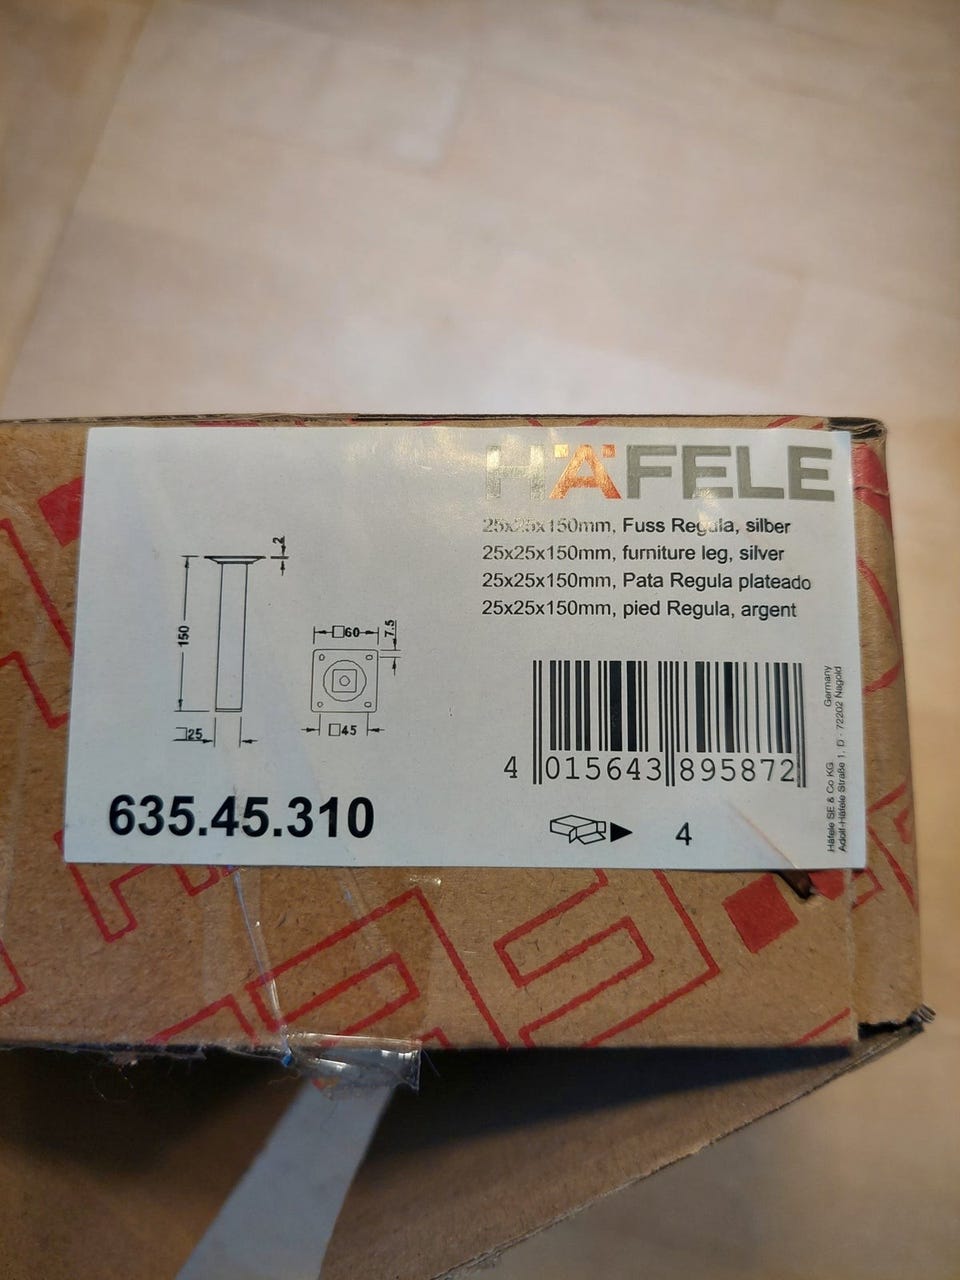 HÄFELE
25x25x150mm, Fuss Regula, silber
25x25x150mm, furniture leg, silver
25x25x150mm, Pata Regula plateado
25x25x150mm, pied Regula, argent
2
150
□25
□60
7.5
□45
635.45.310
4 015643 895872
4
Häfele SE & Co KG Germany
Adolf-Häfele Straße 1, D - 72202 Nagold